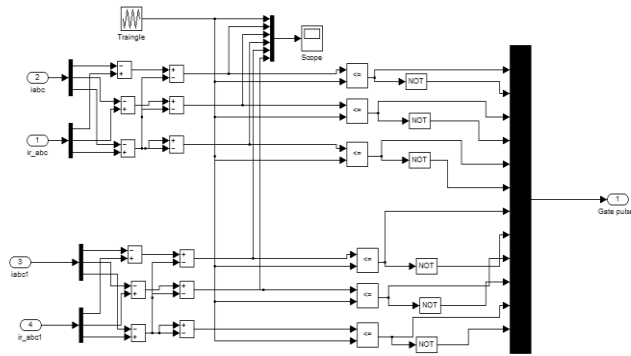 Traingle
Scope
2
iabc
- +
+ -
<=
NOT
1
ir_abc
- +
+ -
<=
NOT
- +
+ -
<=
NOT
1
Gate pulse
3
iabc1
- +
+ -
<=
NOT
- +
+ -
<=
NOT
4
ir_abc1
- +
+ -
<=
NOT